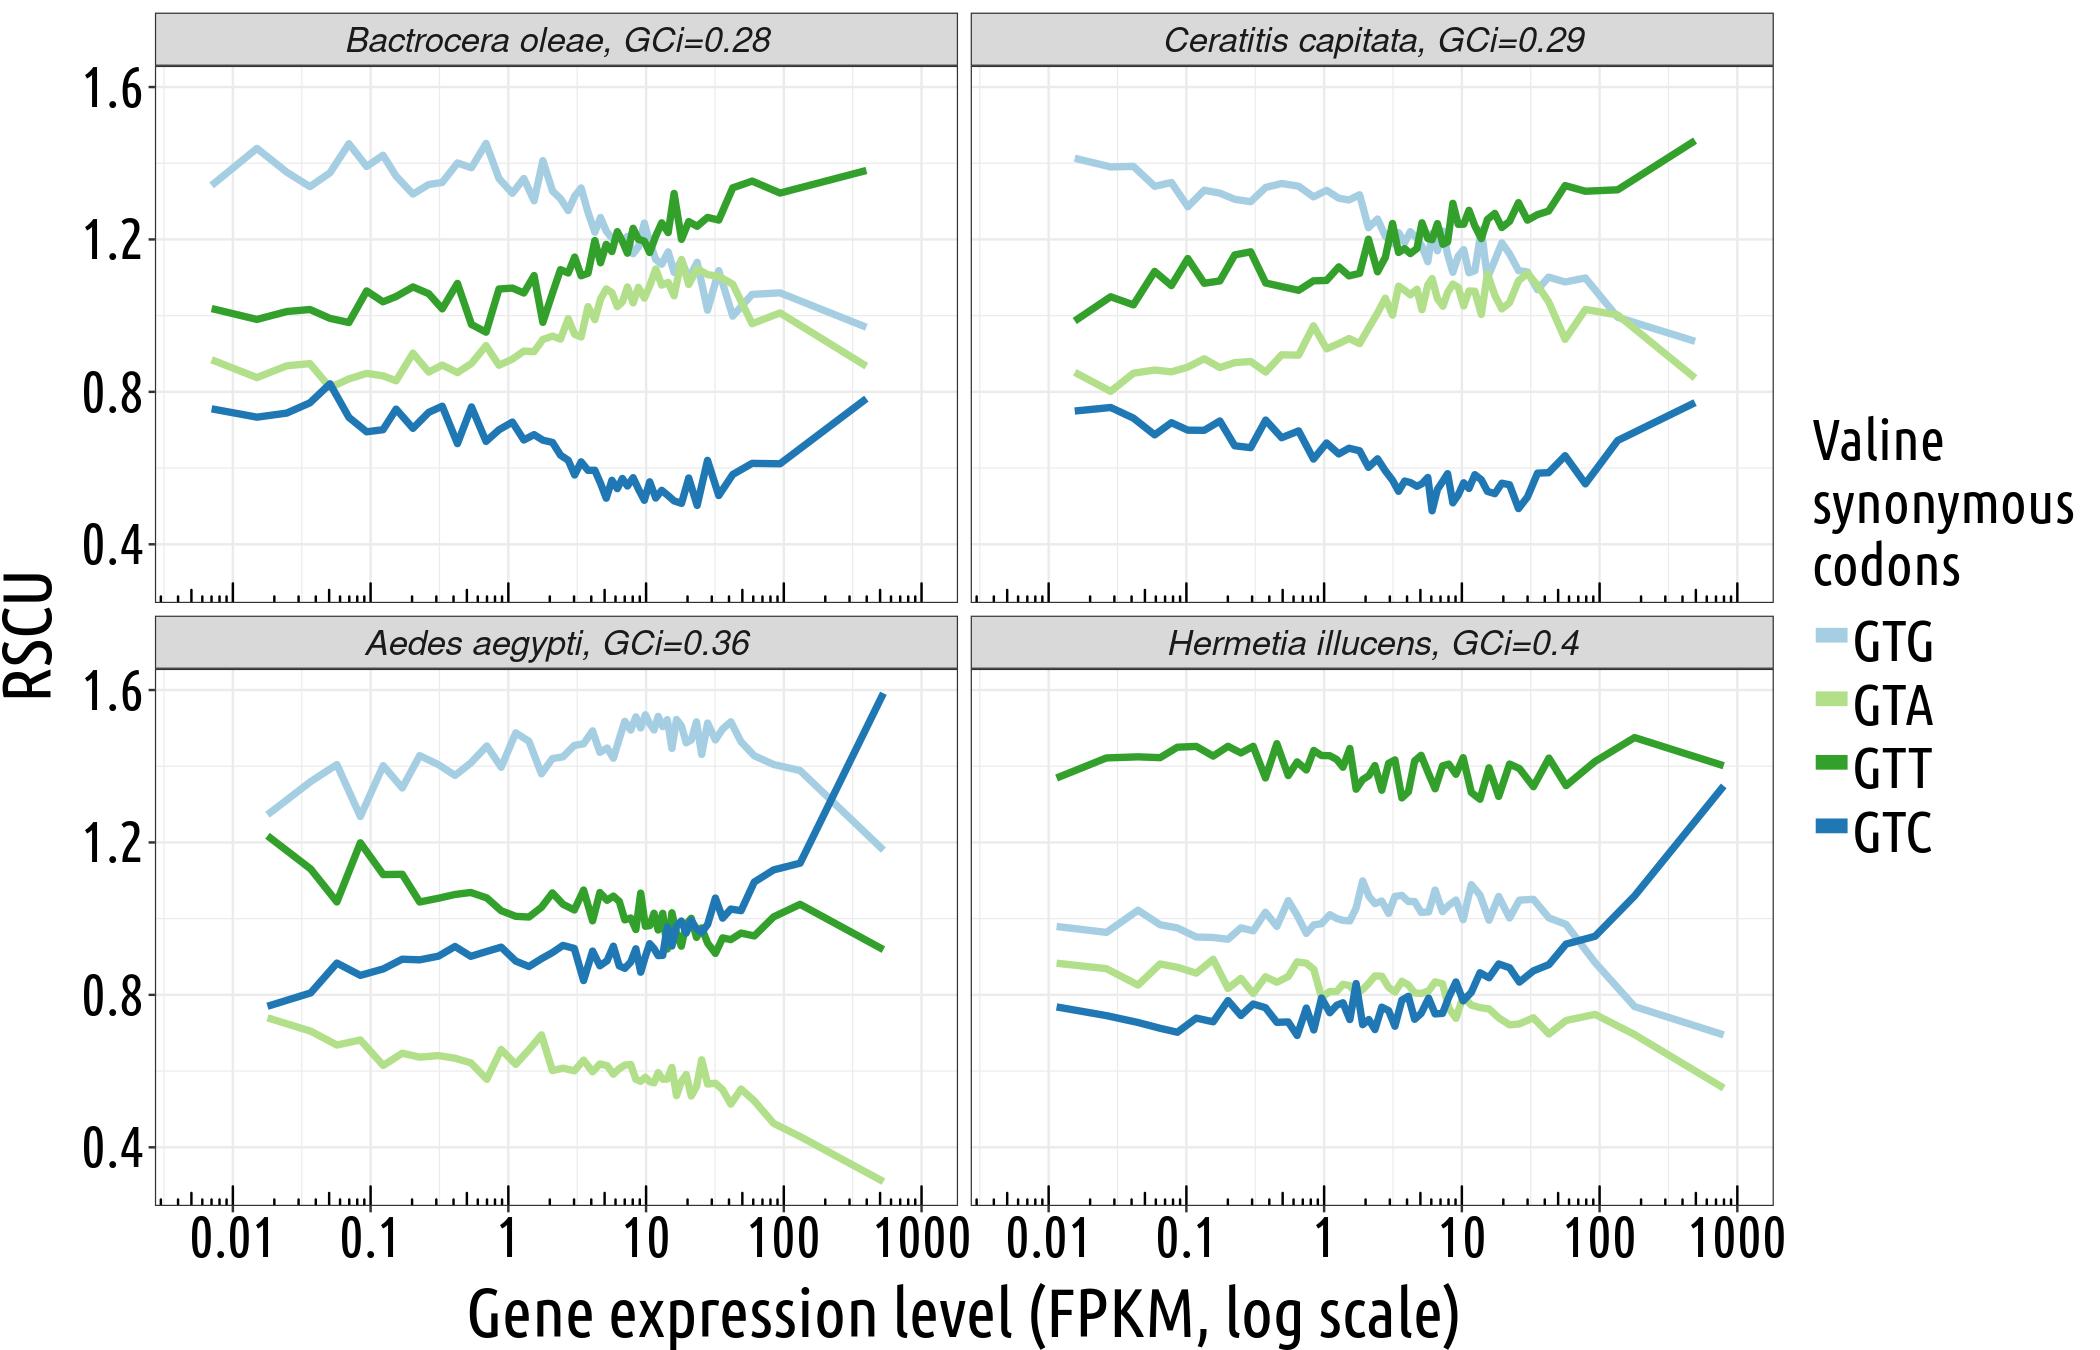 Bactrocera oleae, GCi=0.28
Ceratitis capitata, GCi=0.29
1.6
1.2
0.8
0.4
RSCU
Aedes aegypti, GCi=0.36
Hermetia illucens, GCi=0.4
1.6
1.2
0.8
0.4
0.01 0.1 1 10 100 1000
0.01 0.1 1 10 100 1000
Gene expression level (FPKM, log scale)
Valine
synonymous
codons
GTG
GTA
GTT
GTC